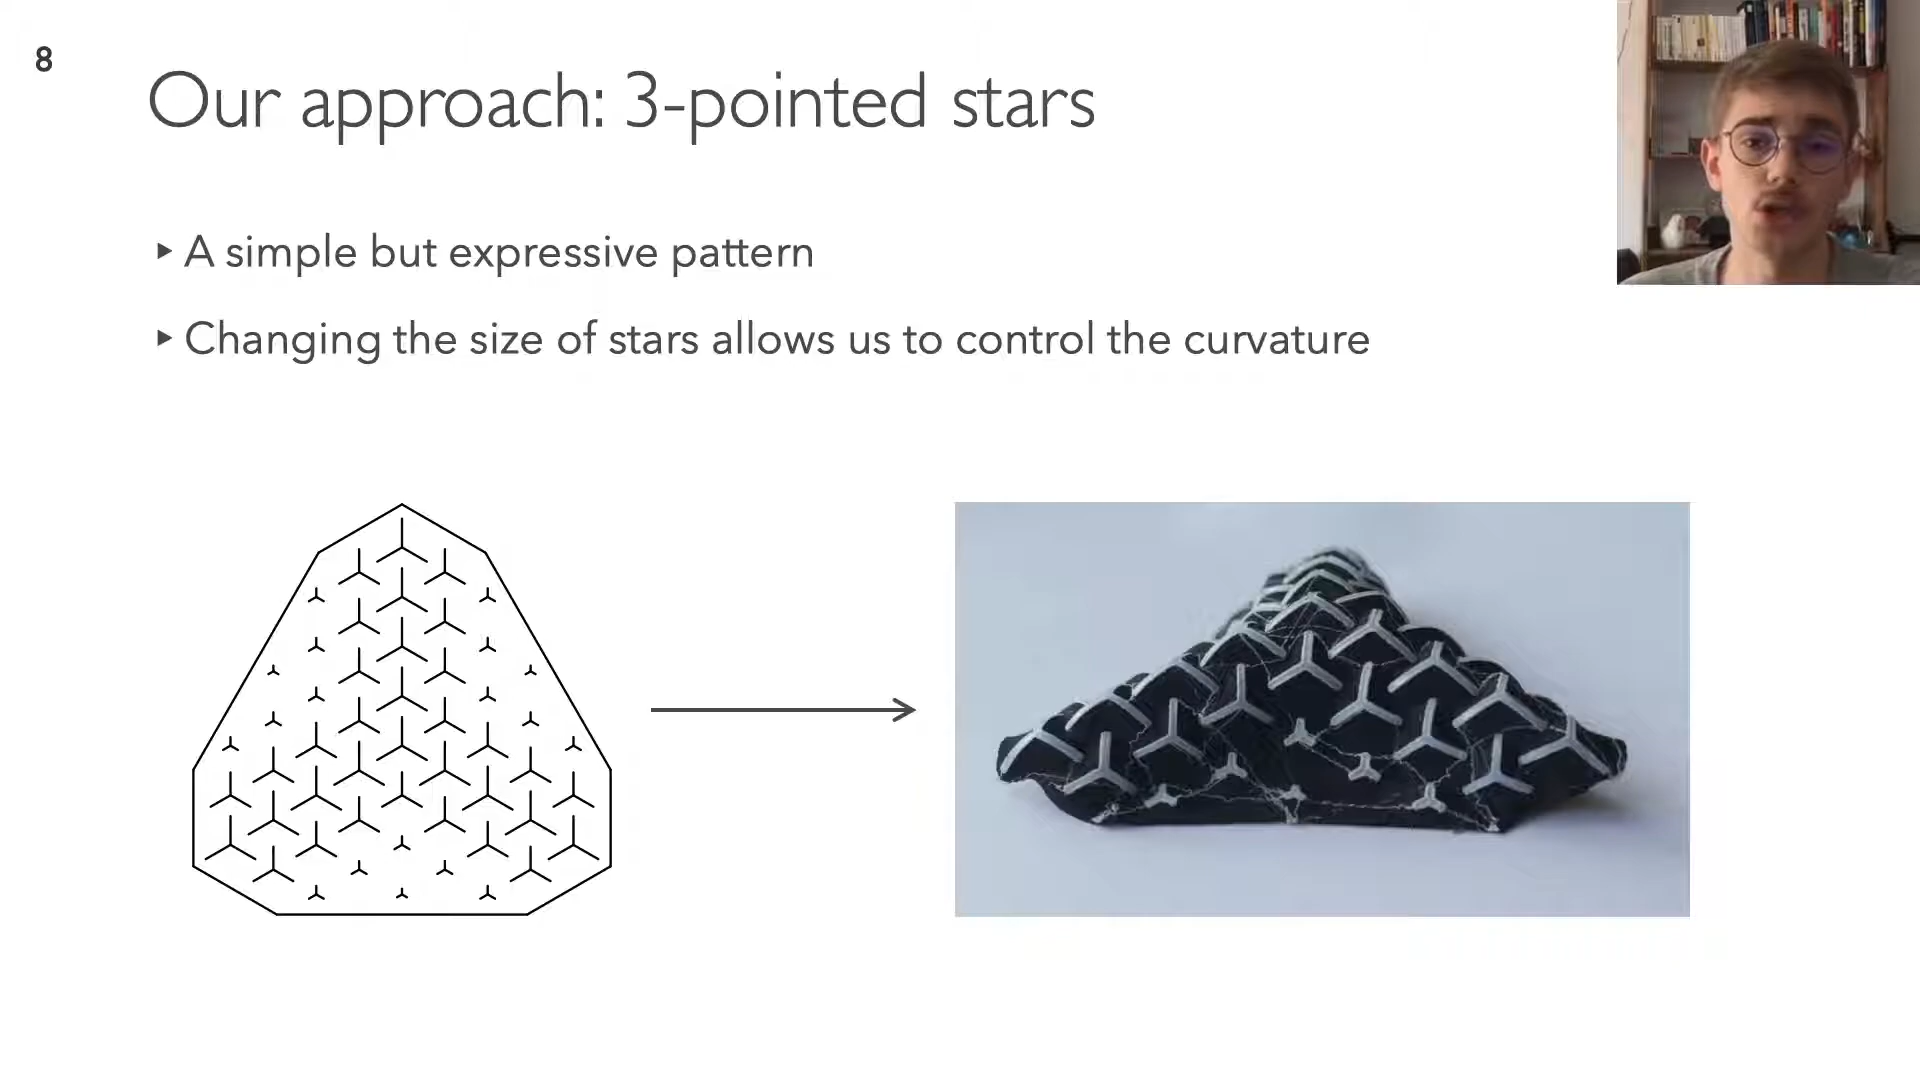 8
Our approach: 3-pointed stars
▸ A simple but expressive pattern
▸ Changing the size of stars allows us to control the curvature